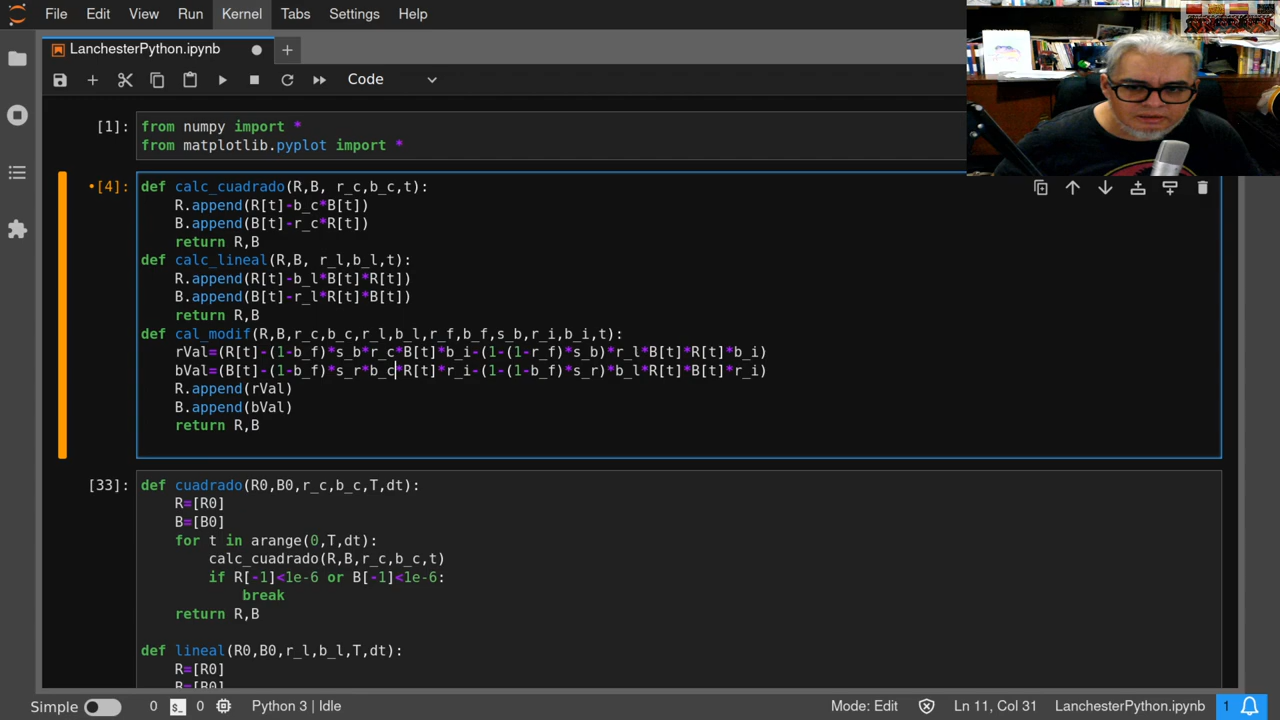 File Edit View Run Kernel Tabs Settings Help
LanchesterPython.ipynb
Code
[1]:
from numpy import *
from matplotlib.pyplot import *
[4]:
def calc_cuadrado(R,B, r_c,b_c,t):
R.append(R[t]-b_c*B[t])
B.append(B[t]-r_c*R[t])
return R,B
def calc_lineal(R,B, r_l,b_l,t):
R.append(R[t]-b_l*B[t]*R[t])
B.append(B[t]-r_l*R[t]*B[t])
return R,B
def cal_modif(R,B,r_c,b_c,r_l,b_l,r_f,b_f,s_b,r_i,b_i,t):
rVal=(R[t]-(1-b_f)*s_b*r_c*B[t]*b_i-(1-(1-r_f)*s_b)*r_l*B[t]*R[t]*b_i)
bVal=(B[t]-(1-b_f)*s_r*b_c*R[t]*r_i-(1-(1-b_f)*s_r)*b_l*R[t]*B[t]*r_i)
R.append(rVal)
B.append(bVal)
return R,B
[33]:
def cuadrado(R0,B0,r_c,b_c,T,dt):
R=[R0]
B=[B0]
for t in arange(0,T,dt):
calc_cuadrado(R,B,r_c,b_c,t)
if R[-1]<1e-6 or B[-1]<1e-6:
break
return R,B
def lineal(R0,B0,r_l,b_l,T,dt):
R=[R0]
B=[B0]
Simple 0 $_ 0 Python 3 | Idle Mode: Edit Ln 11, Col 31 LanchesterPython.ipynb 1